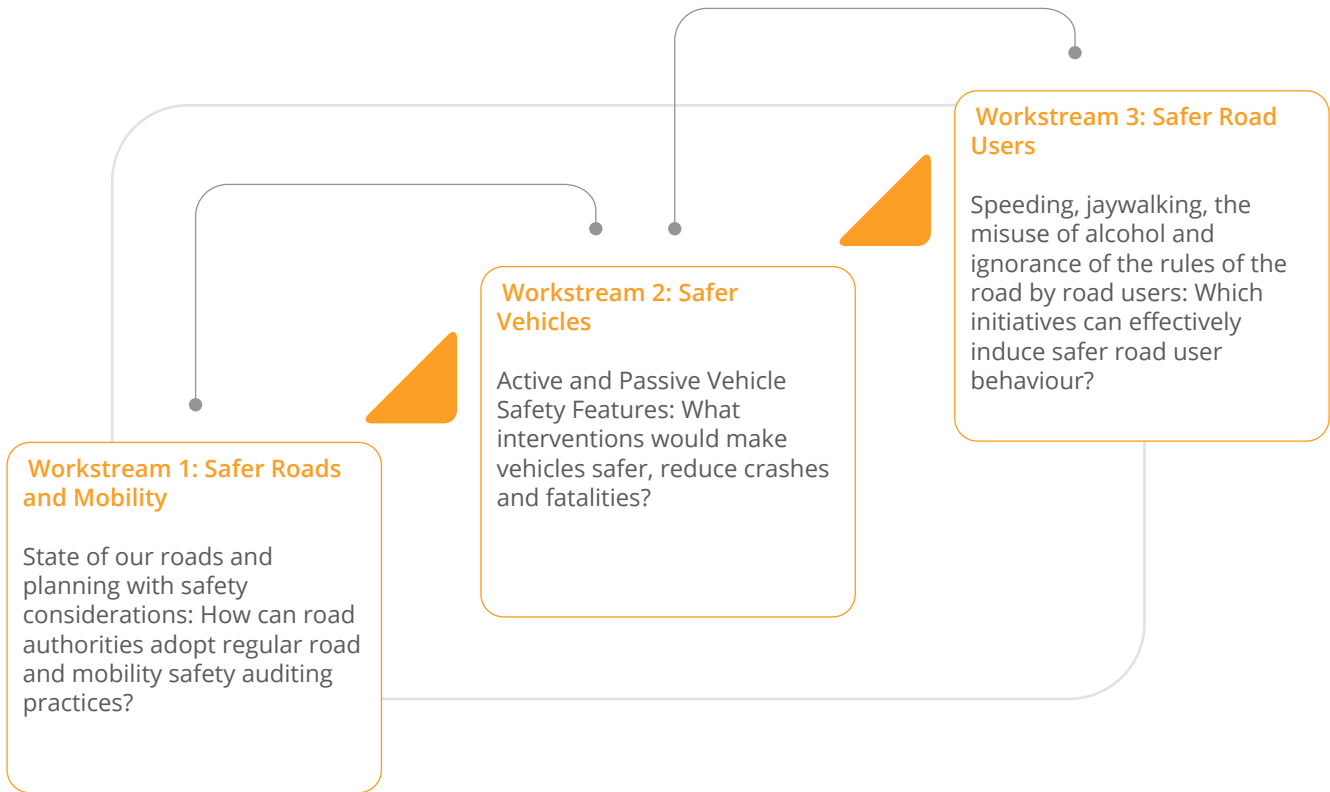 Workstream 1: Safer Roads
and Mobility
State of our roads and
planning with safety
considerations: How can road
authorities adopt regular road
and mobility safety auditing
practices?
Workstream 2: Safer
Vehicles
Active and Passive Vehicle
Safety Features: What
interventions would make
vehicles safer, reduce crashes
and fatalities?
Workstream 3: Safer Road
Users
Speeding, jaywalking, the
misuse of alcohol and
ignorance of the rules of the
road by road users: Which
initiatives can effectively
induce safer road user
behaviour?